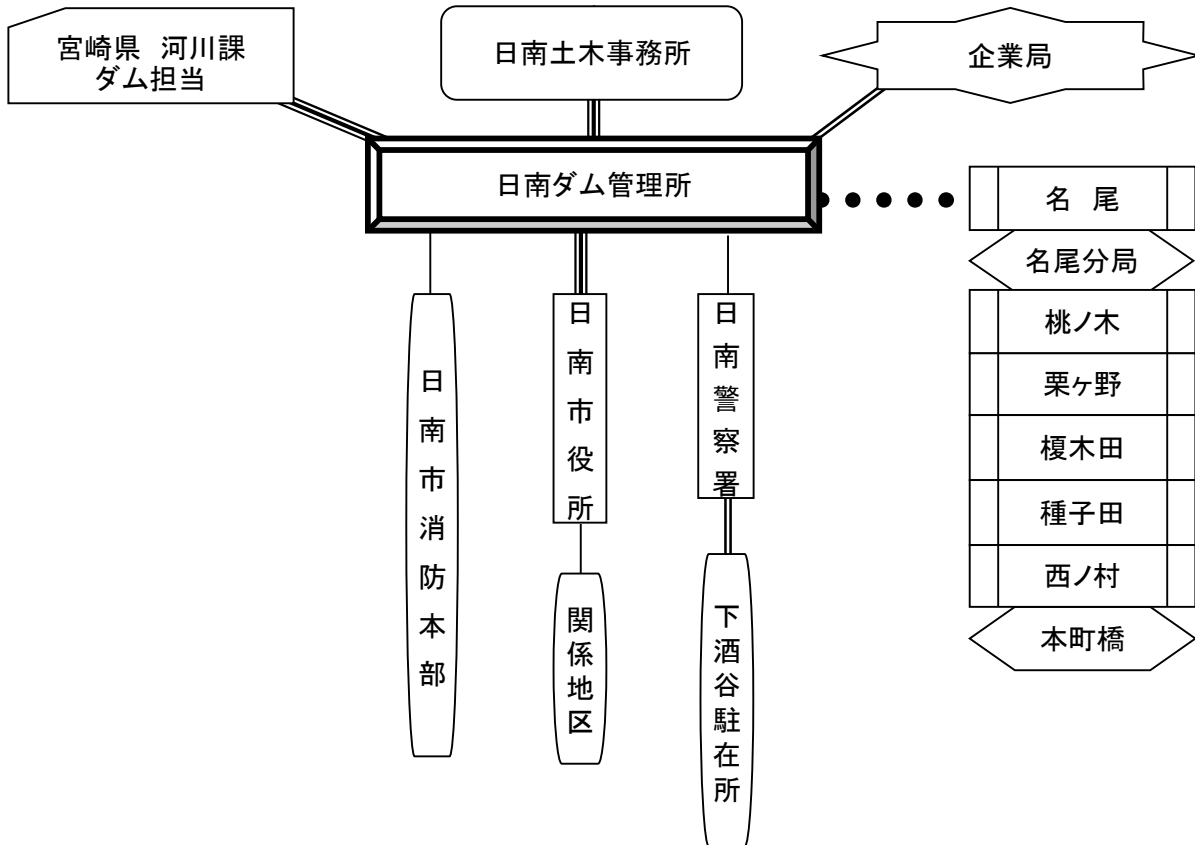 宮崎県 河川課
ダム担当
日南土木事務所
企業局
日南ダム管理所
名 尾
名尾分局
桃ノ木
栗ヶ野
榎木田
種子田
西ノ村
本町橋
日南市消防本部
日南市役所
関係地区
日南警察署
下酒谷駐在所